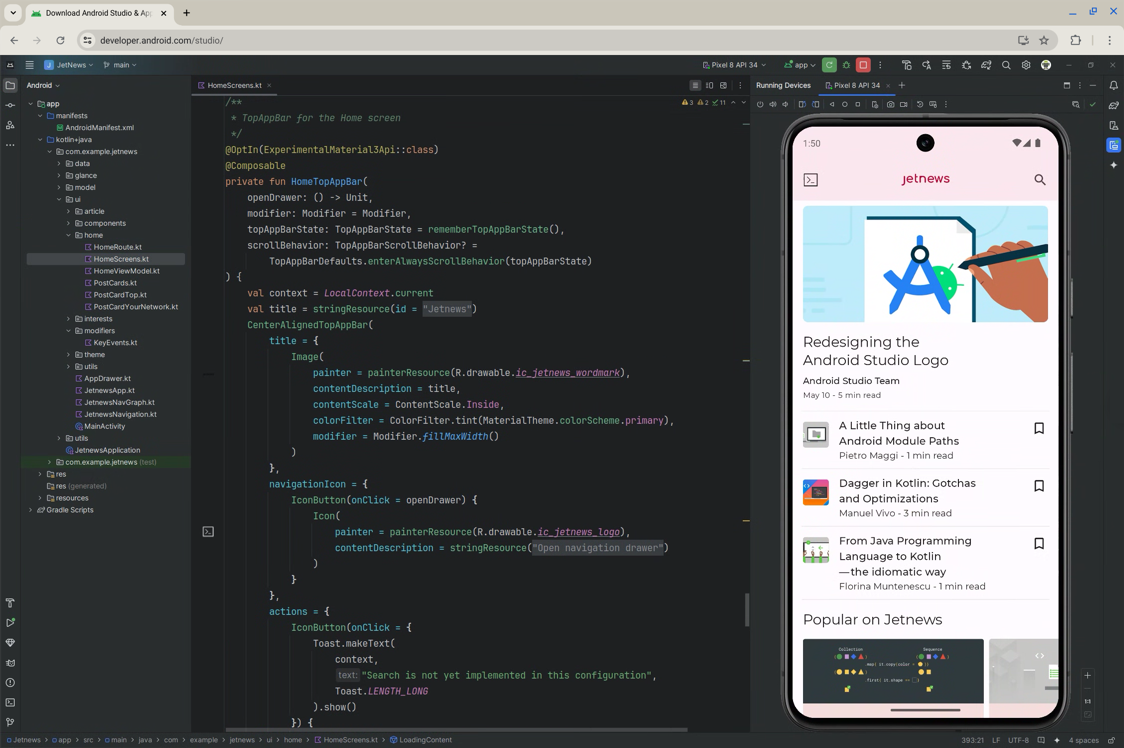 Download Android Studio & App
developer.android.com/studio/
JetNews
main
Pixel 8 API 34
app
Android
app
manifests
AndroidManifest.xml
kotlin+java
com.example.jetnews
data
glance
model
ui
article
components
home
HomeRoute.kt
HomeScreens.kt
HomeViewModel.kt
PostCards.kt
PostCardTop.kt
PostCardYourNetwork.kt
interests
modifiers
KeyEvents.kt
theme
utils
AppDrawer.kt
JetnewsApp.kt
JetnewsNavGraph.kt
JetnewsNavigation.kt
MainActivity
utils
JetnewsApplication
com.example.jetnews (test)
res
res (generated)
resources
Gradle Scripts
HomeScreens.kt
3 2 11
/**
* TopAppBar for the Home screen
*/
@OptIn(ExperimentalMaterial3Api::class)
@Composable
private fun HomeTopAppBar(
openDrawer: () -> Unit,
modifier: Modifier = Modifier,
topAppBarState: TopAppBarState = rememberTopAppBarState(),
scrollBehavior: TopAppBarScrollBehavior? =
TopAppBarDefaults.enterAlwaysScrollBehavior(topAppBarState)
) {
val context = LocalContext.current
val title = stringResource(id = "Jetnews")
CenterAlignedTopAppBar(
title = {
Image(
painter = painterResource(R.drawable.ic_jetnews_wordmark),
contentDescription = title,
contentScale = ContentScale.Inside,
colorFilter = ColorFilter.tint(MaterialTheme.colorScheme.primary),
modifier = Modifier.fillMaxWidth()
)
},
navigationIcon = {
IconButton(onClick = openDrawer) {
Icon(
painter = painterResource(R.drawable.ic_jetnews_logo),
contentDescription = stringResource("Open navigation drawer")
)
}
},
actions = {
IconButton(onClick = {
Toast.makeText(
context,
text: "Search is not yet implemented in this configuration",
Toast.LENGTH_LONG
).show()
}) {
Running Devices
Pixel 8 API 34
1:50
jetnews
Redesigning the
Android Studio Logo
Android Studio Team
May 10 - 5 min read
A Little Thing about
Android Module Paths
Pietro Maggi - 1 min read
Dagger in Kotlin: Gotchas
and Optimizations
Manuel Vivo - 3 min read
From Java Programming
Language to Kotlin
—the idiomatic way
Florina Muntenescu - 1 min read
Popular on Jetnews
Collection
Sequence
1:1
Jetnews
app
src
main
java
com
example
jetnews
ui
home
HomeScreens.kt
LoadingContent
393:21
LF
UTF-8
4 spaces